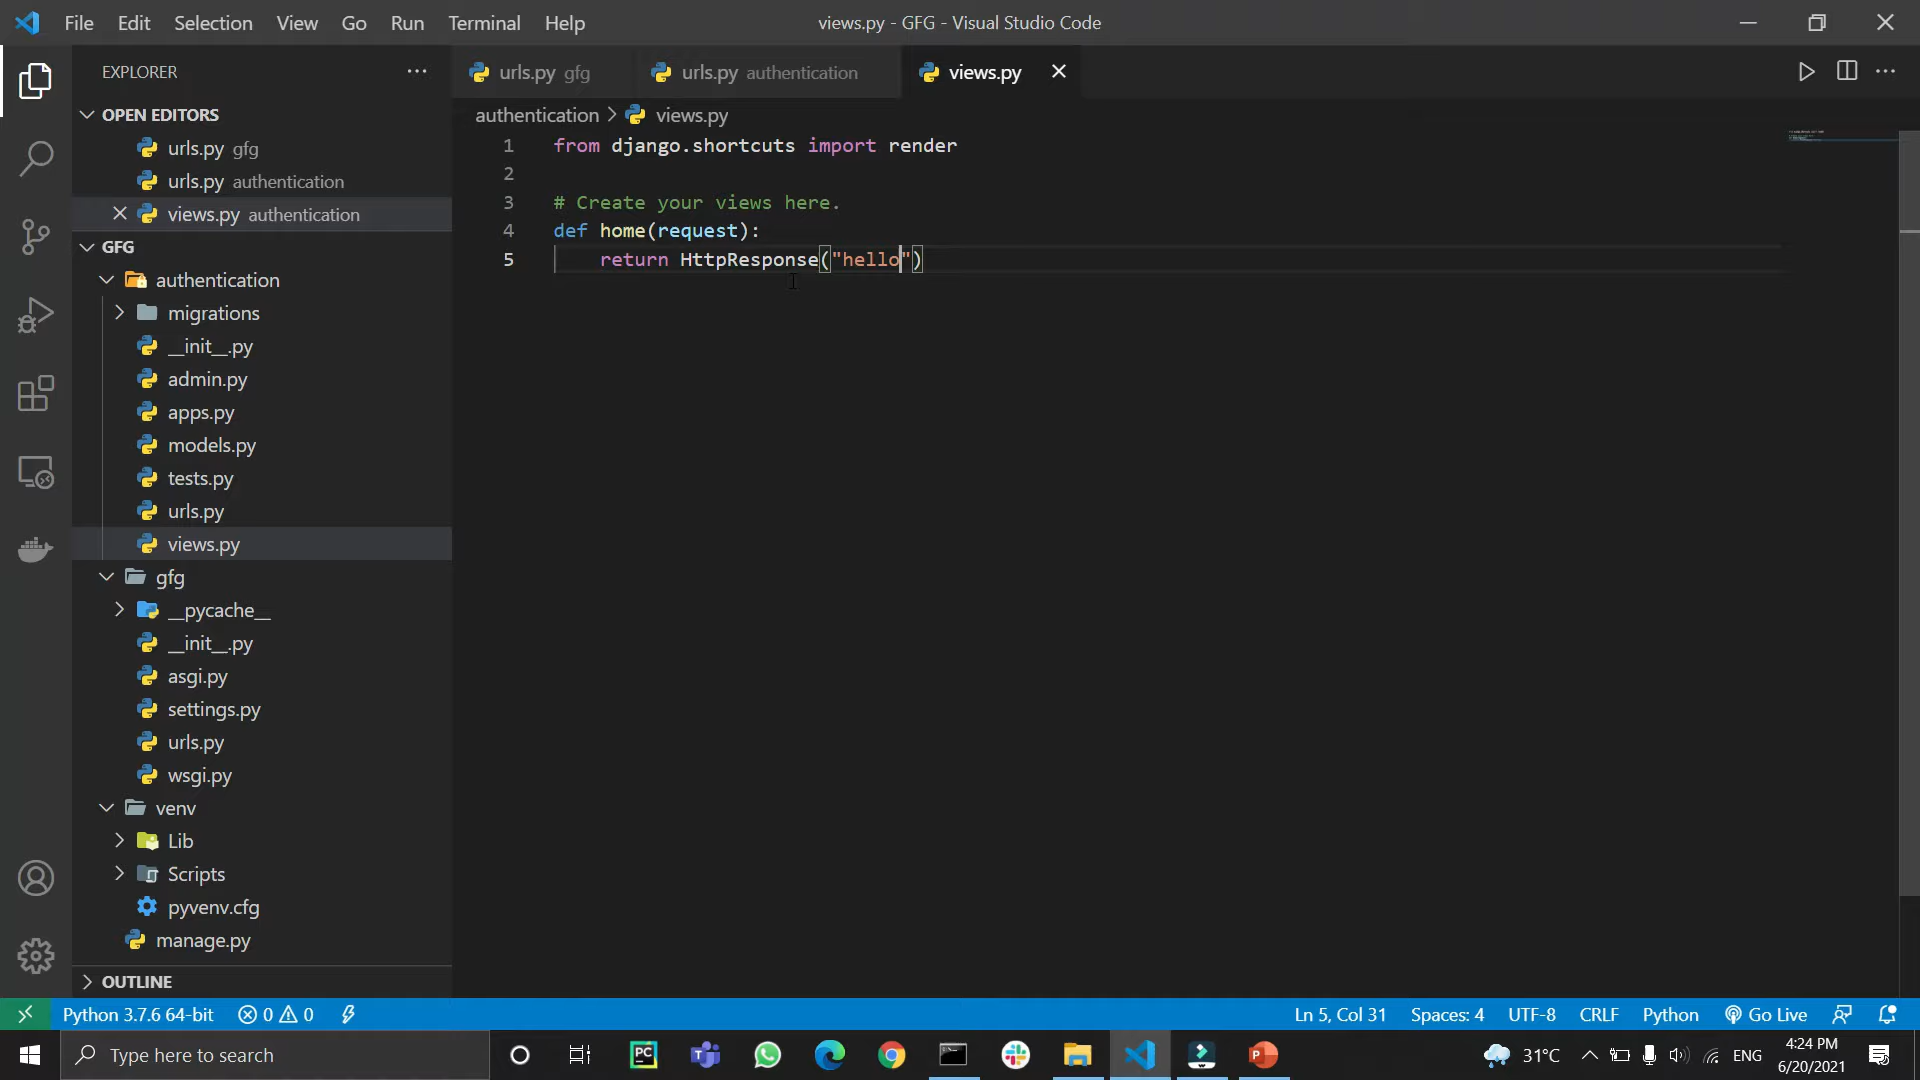 File Edit Selection View Go Run Terminal Help
views.py - GFG - Visual Studio Code
EXPLORER
OPEN EDITORS
urls.py gfg
urls.py authentication
views.py authentication
GFG
authentication
migrations
__init__.py
admin.py
apps.py
models.py
tests.py
urls.py
views.py
gfg
__pycache__
__init__.py
asgi.py
settings.py
urls.py
wsgi.py
venv
Lib
Scripts
pyvenv.cfg
manage.py
OUTLINE
urls.py gfg
urls.py authentication
views.py
authentication > views.py
1 from django.shortcuts import render
2
3 # Create your views here.
4 def home(request):
5 return HttpResponse("hello")
Python 3.7.6 64-bit 0 0
Ln 5, Col 31 Spaces: 4 UTF-8 CRLF Python Go Live
Type here to search
PC
31°C ENG
4:24 PM
6/20/2021